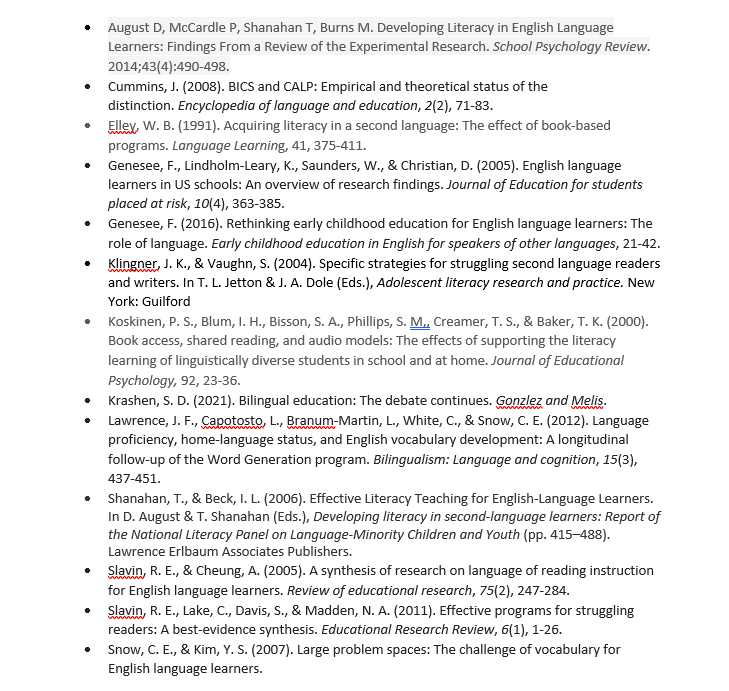 • August D, McCardle P, Shanahan T, Burns M. Developing Literacy in English Language
Learners: Findings From a Review of the Experimental Research. School Psychology Review.
2014;43(4):490-498.
• Cummins, J. (2008). BICS and CALP: Empirical and theoretical status of the
distinction. Encyclopedia of language and education, 2(2), 71-83.
• Elley, W. B. (1991). Acquiring literacy in a second language: The effect of book-based
programs. Language Learning, 41, 375-411.
• Genesee, F., Lindholm-Leary, K., Saunders, W., & Christian, D. (2005). English language
learners in US schools: An overview of research findings. Journal of Education for students
placed at risk, 10(4), 363-385.
• Genesee, F. (2016). Rethinking early childhood education for English language learners: The
role of language. Early childhood education in English for speakers of other languages, 21-42.
• Klingner, J. K., & Vaughn, S. (2004). Specific strategies for struggling second language readers
and writers. In T. L. Jetton & J. A. Dole (Eds.), Adolescent literacy research and practice. New
York: Guilford
• Koskinen, P. S., Blum, I. H., Bisson, S. A., Phillips, S. M,, Creamer, T. S., & Baker, T. K. (2000).
Book access, shared reading, and audio models: The effects of supporting the literacy
learning of linguistically diverse students in school and at home. Journal of Educational
Psychology, 92, 23-36.
• Krashen, S. D. (2021). Bilingual education: The debate continues. Gonzlez and Melis.
• Lawrence, J. F., Capotosto, L., Branum-Martin, L., White, C., & Snow, C. E. (2012). Language
proficiency, home-language status, and English vocabulary development: A longitudinal
follow-up of the Word Generation program. Bilingualism: Language and cognition, 15(3),
437-451.
• Shanahan, T., & Beck, I. L. (2006). Effective Literacy Teaching for English-Language Learners.
In D. August & T. Shanahan (Eds.), Developing literacy in second-language learners: Report of
the National Literacy Panel on Language-Minority Children and Youth (pp. 415–488).
Lawrence Erlbaum Associates Publishers.
• Slavin, R. E., & Cheung, A. (2005). A synthesis of research on language of reading instruction
for English language learners. Review of educational research, 75(2), 247-284.
• Slavin, R. E., Lake, C., Davis, S., & Madden, N. A. (2011). Effective programs for struggling
readers: A best-evidence synthesis. Educational Research Review, 6(1), 1-26.
• Snow, C. E., & Kim, Y. S. (2007). Large problem spaces: The challenge of vocabulary for
English language learners.